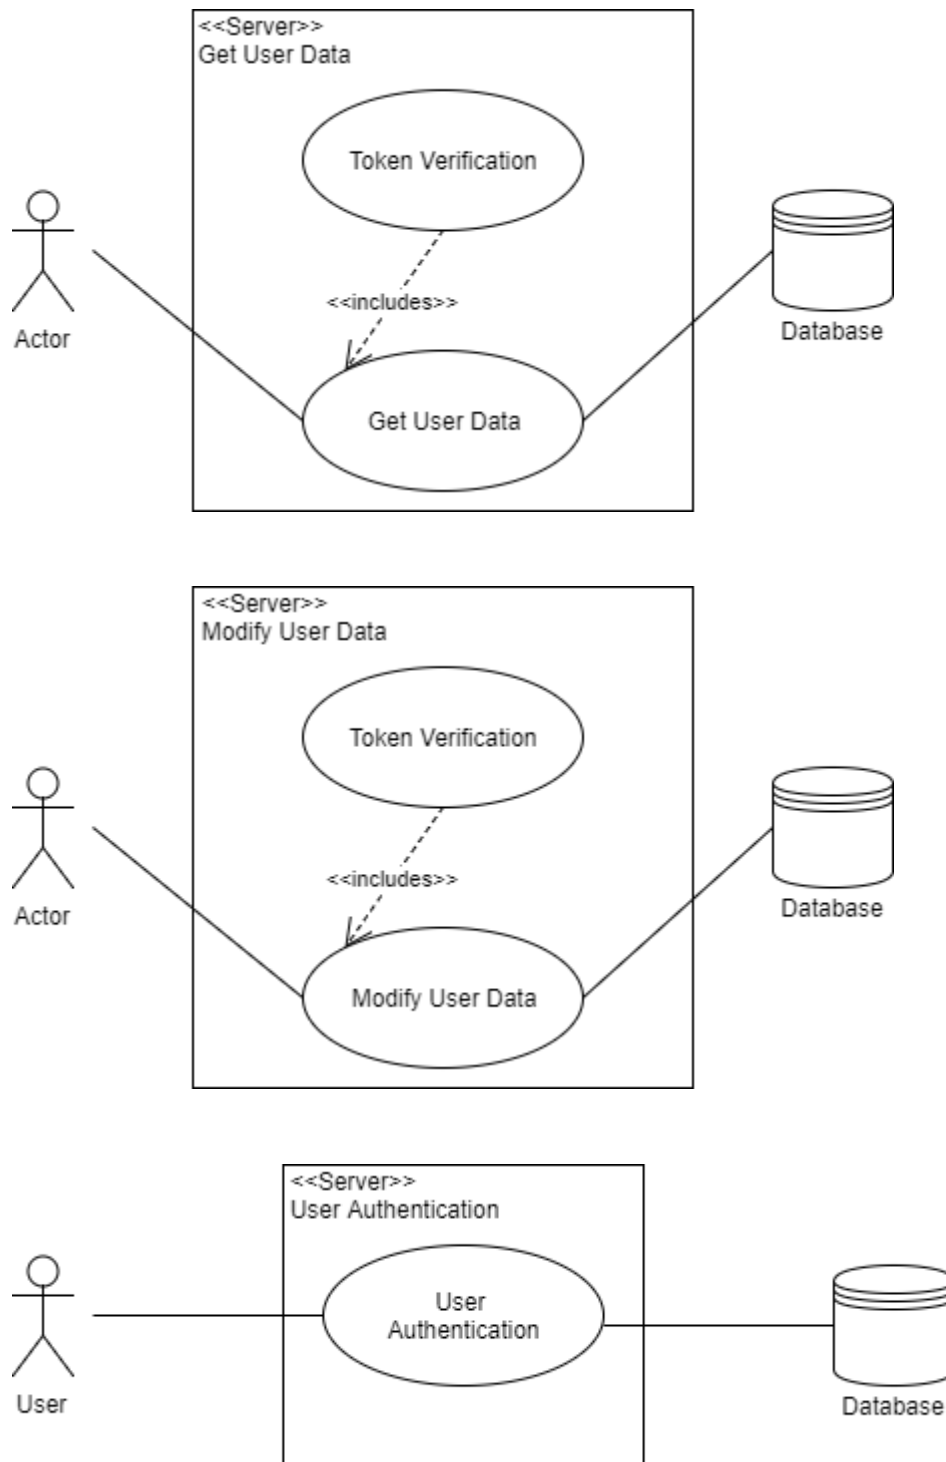 <<Server>>
Get User Data
Token Verification
<<includes>>
Actor
Database
Get User Data
<<Server>>
Modify User Data
Token Verification
<<includes>>
Actor
Database
Modify User Data
<<Server>>
User Authentication
User
Authentication
User
Database